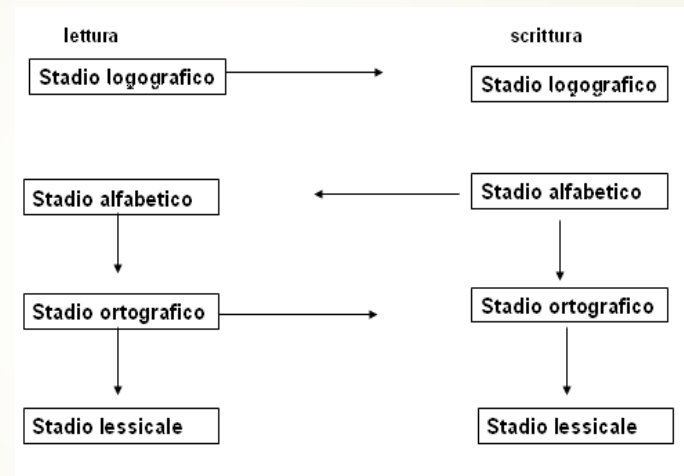 lettura
scrittura
Stadio logografico
Stadio logografico
Stadio alfabetico
Stadio alfabetico
Stadio ortografico
Stadio ortografico
Stadio lessicale
Stadio lessicale